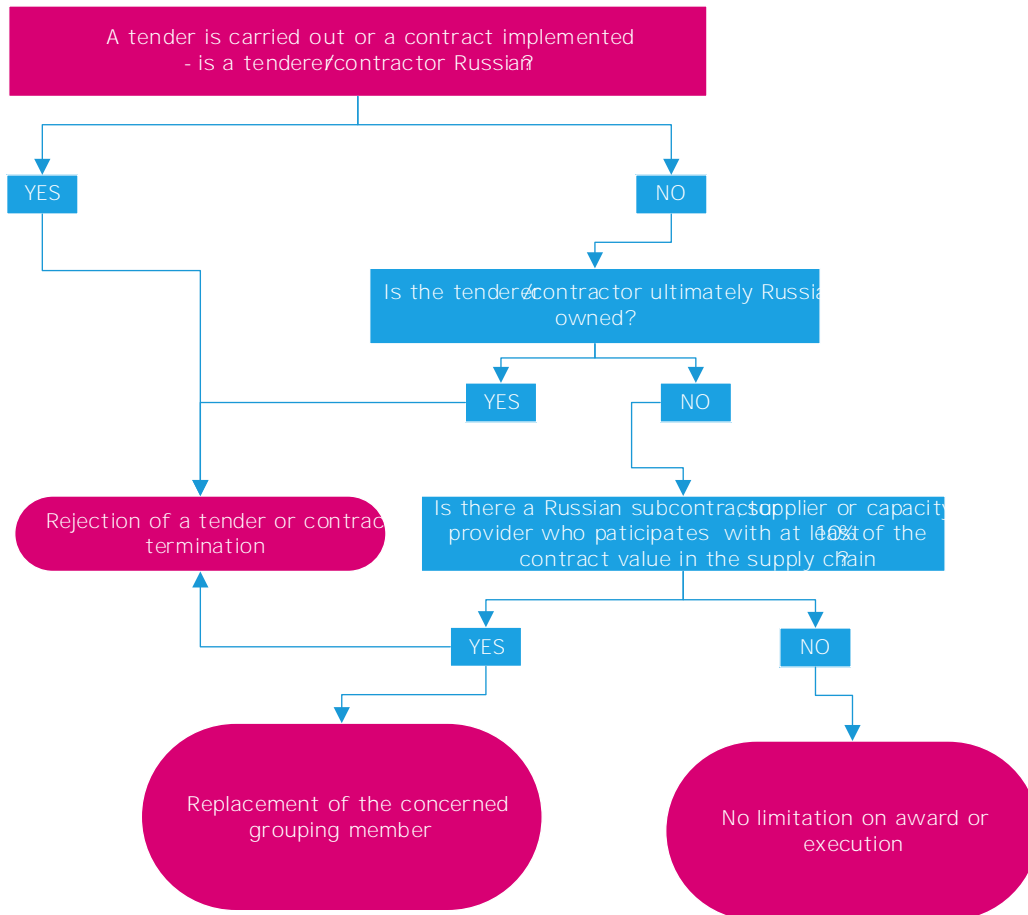 A tender is carried out or a contract implemented
- is a tenderer/contractor Russian?
YES
NO
Is the tenderer/contractor ultimately Russia
owned?
YES
NO
Rejection of a tender or contrac
termination
Is there a Russian subcontractor, supplier or capacity
provider who paticipates with at least 10% of the
contract value in the supply chain?
YES
NO
Replacement of the concerned
grouping member
No limitation on award or
execution